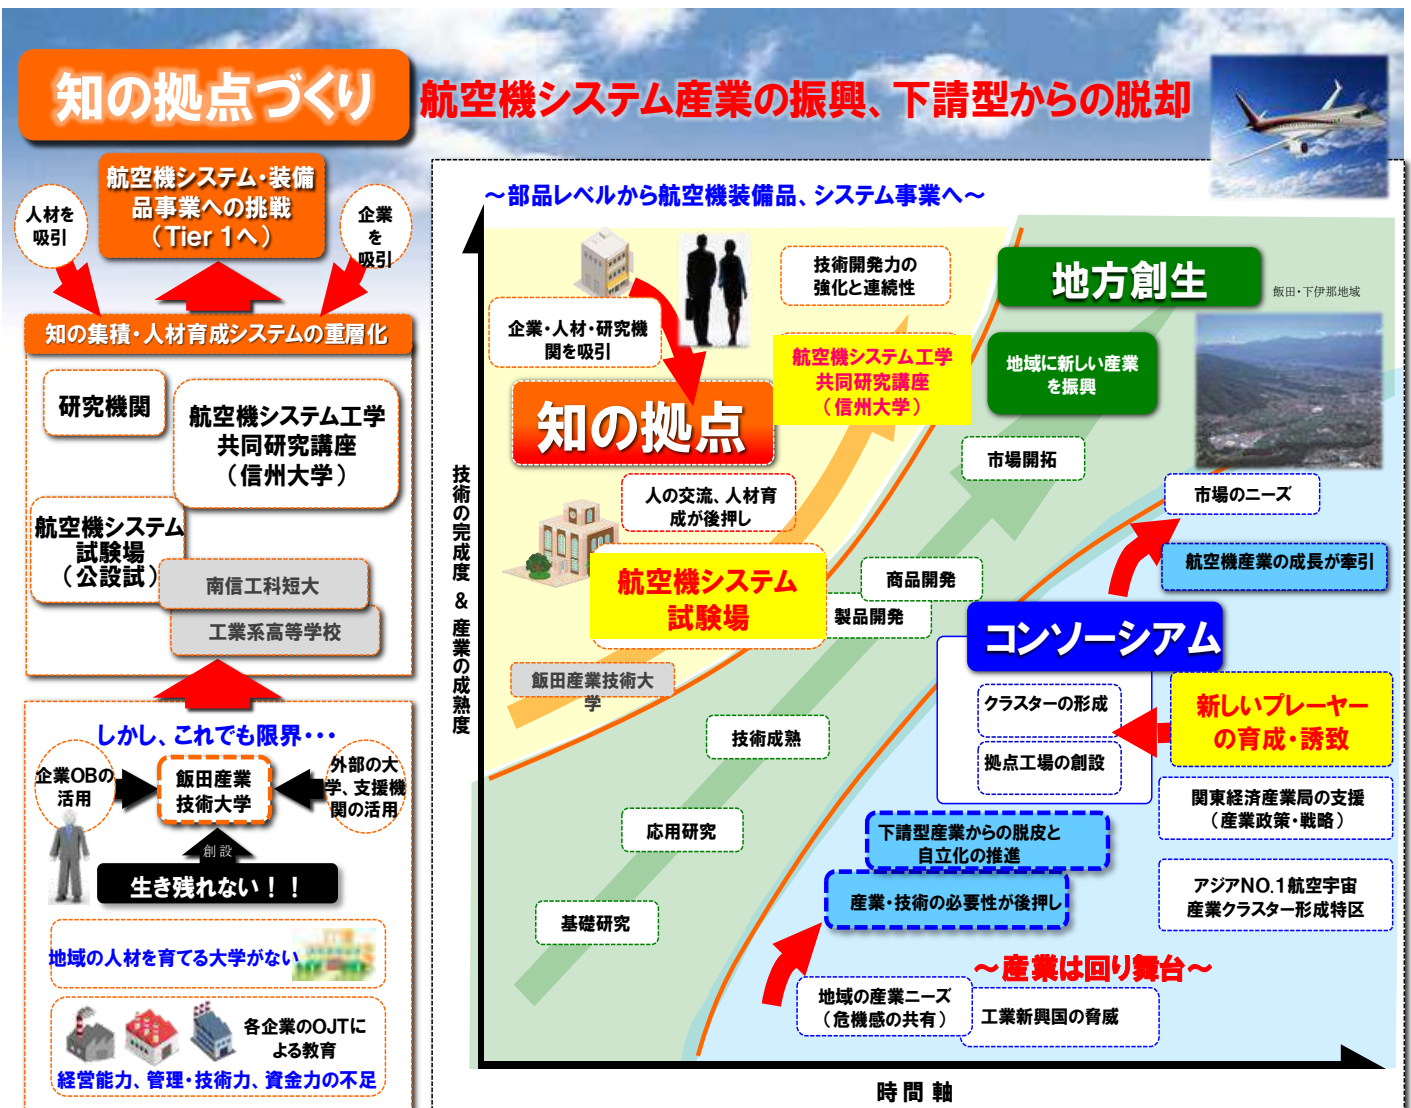 知の拠点づくり
航空機システム産業の振興、下請型からの脱却
航空機システム・装備
品事業への挑戦
（Tier 1へ）
人材を
吸引
企業
を
吸引
知の集積・人材育成システムの重層化
研究機関
航空機システム工学
共同研究講座
（信州大学）
航空機システム
試験場
（公設試）
南信工科短大
工業系高等学校
しかし、これでも限界・・・
企業OBの
活用
飯田産業
技術大学
外部の大
学、支援機
関の活用
創設
生き残れない！！
地域の人材を育てる大学がない
各企業のOJTに
よる教育
経営能力、管理・技術力、資金力の不足
～部品レベルから航空機装備品、システム事業へ～
技術の完成度 & 産業の成熟度
企業・人材・研究機
関を吸引
技術開発力の
強化と連続性
地方創生
飯田・下伊那地域
航空機システム工学
共同研究講座
（信州大学）
地域に新しい産業
を振興
知の拠点
市場開拓
人の交流、人材育
成が後押し
市場のニーズ
航空機産業の成長が牽引
航空機システム
試験場
商品開発
製品開発
コンソーシアム
飯田産業技術大
学
クラスターの形成
新しいプレーヤー
の育成・誘致
技術成熟
拠点工場の創設
関東経済産業局の支援
（産業政策・戦略）
応用研究
下請型産業からの脱皮と
自立化の推進
アジアNO.1航空宇宙
産業クラスター形成特区
産業・技術の必要性が後押し
基礎研究
～産業は回り舞台～
地域の産業ニーズ
（危機感の共有）
工業新興国の脅威
時間軸